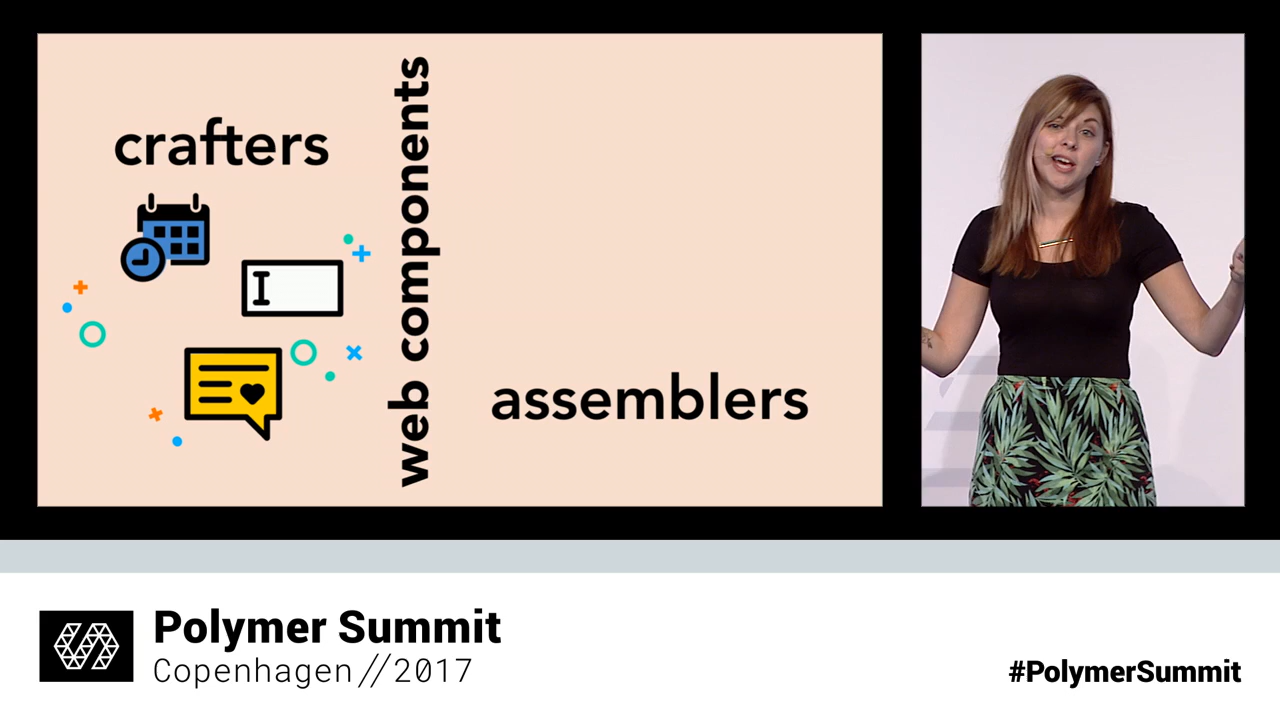 crafters
web components
assemblers
Polymer Summit
Copenhagen//2017
#PolymerSummit